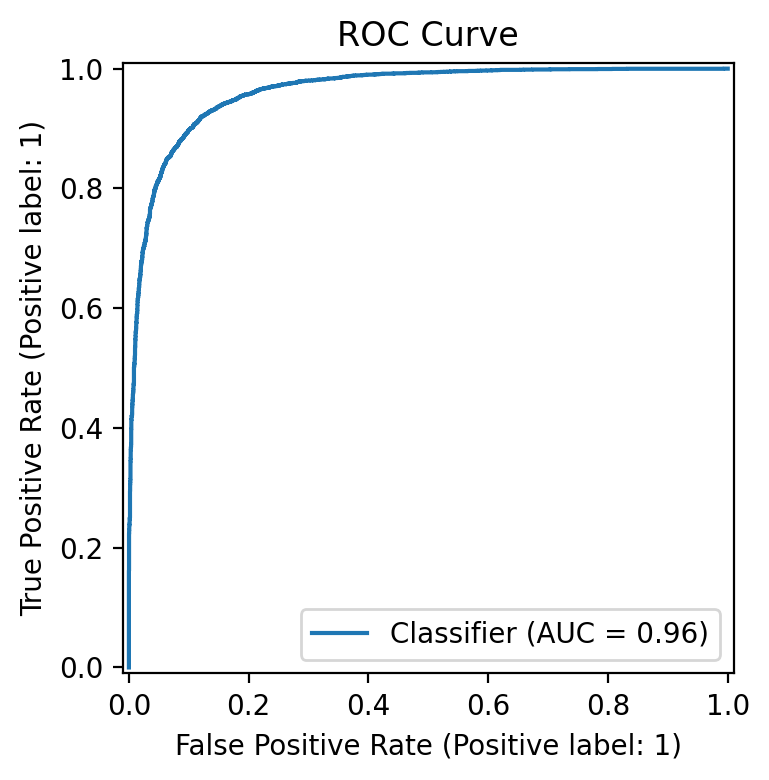 ROC Curve
True Positive Rate (Positive label: 1)
1.0
0.8
0.6
0.4
0.2
0.0
Classifier (AUC = 0.96)
0.0 0.2 0.4 0.6 0.8 1.0
False Positive Rate (Positive label: 1)